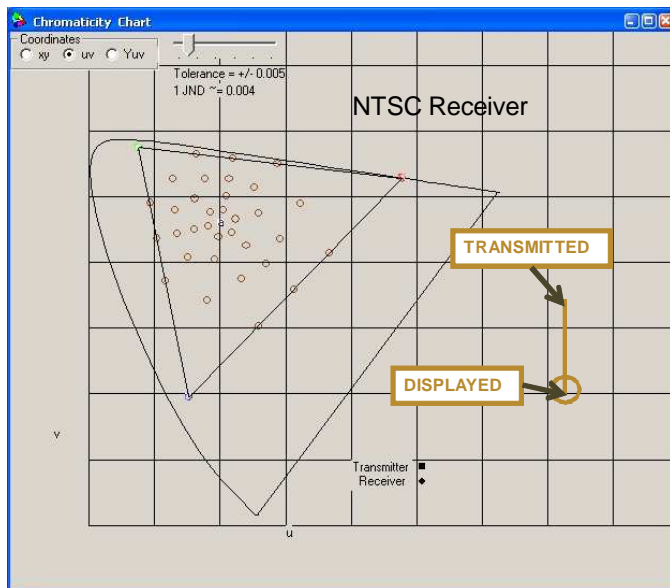 Chromaticity Chart
Coordinates
xy uv Yuv
Tolerance = +/- 0.005
1 JND ~= 0.004
NTSC Receiver
a
TRANSMITTED
DISPLAYED
v
Transmitter
Receiver
u